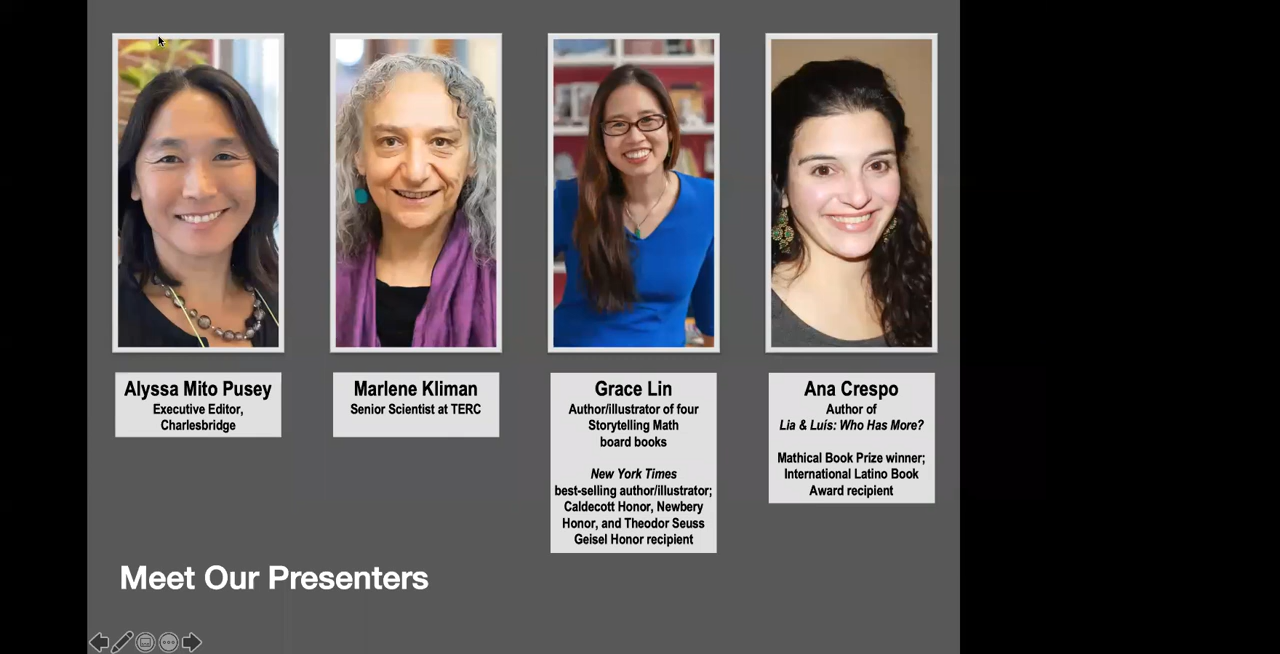 Alyssa Mito Pusey
Executive Editor,
Charlesbridge
Marlene Kliman
Senior Scientist at TERC
Grace Lin
Author/illustrator of four
Storytelling Math
board books
New York Times
best-selling author/illustrator;
Caldecott Honor, Newbery
Honor, and Theodor Seuss
Geisel Honor recipient
Ana Crespo
Author of
Lia & Luís: Who Has More?
Mathical Book Prize winner;
International Latino Book
Award recipient
Meet Our Presenters